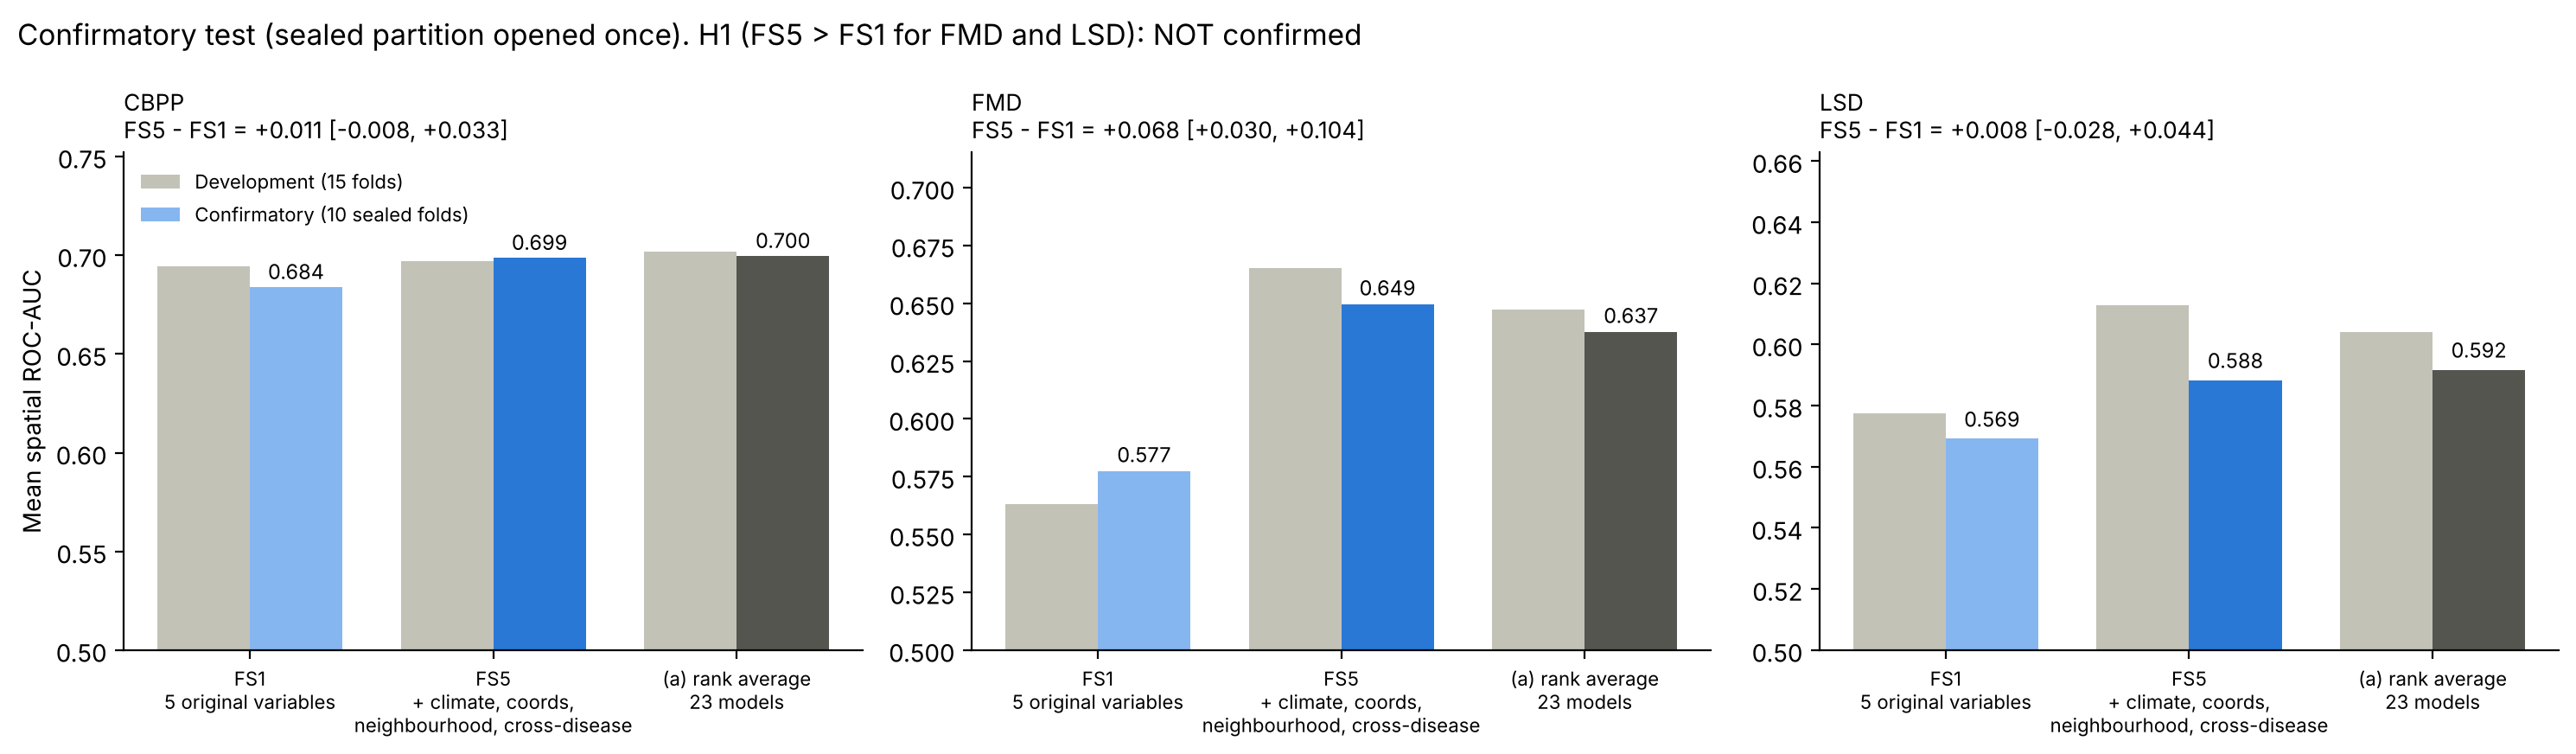 Confirmatory test (sealed partition opened once). H1 (FS5 > FS1 for FMD and LSD): NOT confirmed
CBPP
FS5 - FS1 = +0.011 [-0.008, +0.033]
Mean spatial ROC-AUC
0.75
0.70
0.65
0.60
0.55
0.50
Development (15 folds)
Confirmatory (10 sealed folds)
0.684
0.699
0.700
FS1
5 original variables
FS5
+ climate, coords,
neighbourhood, cross-disease
(a) rank average
23 models
FMD
FS5 - FS1 = +0.068 [+0.030, +0.104]
0.700
0.675
0.650
0.625
0.600
0.575
0.550
0.525
0.500
0.577
0.649
0.637
FS1
5 original variables
FS5
+ climate, coords,
neighbourhood, cross-disease
(a) rank average
23 models
LSD
FS5 - FS1 = +0.008 [-0.028, +0.044]
0.66
0.64
0.62
0.60
0.58
0.56
0.54
0.52
0.50
0.569
0.588
0.592
FS1
5 original variables
FS5
+ climate, coords,
neighbourhood, cross-disease
(a) rank average
23 models